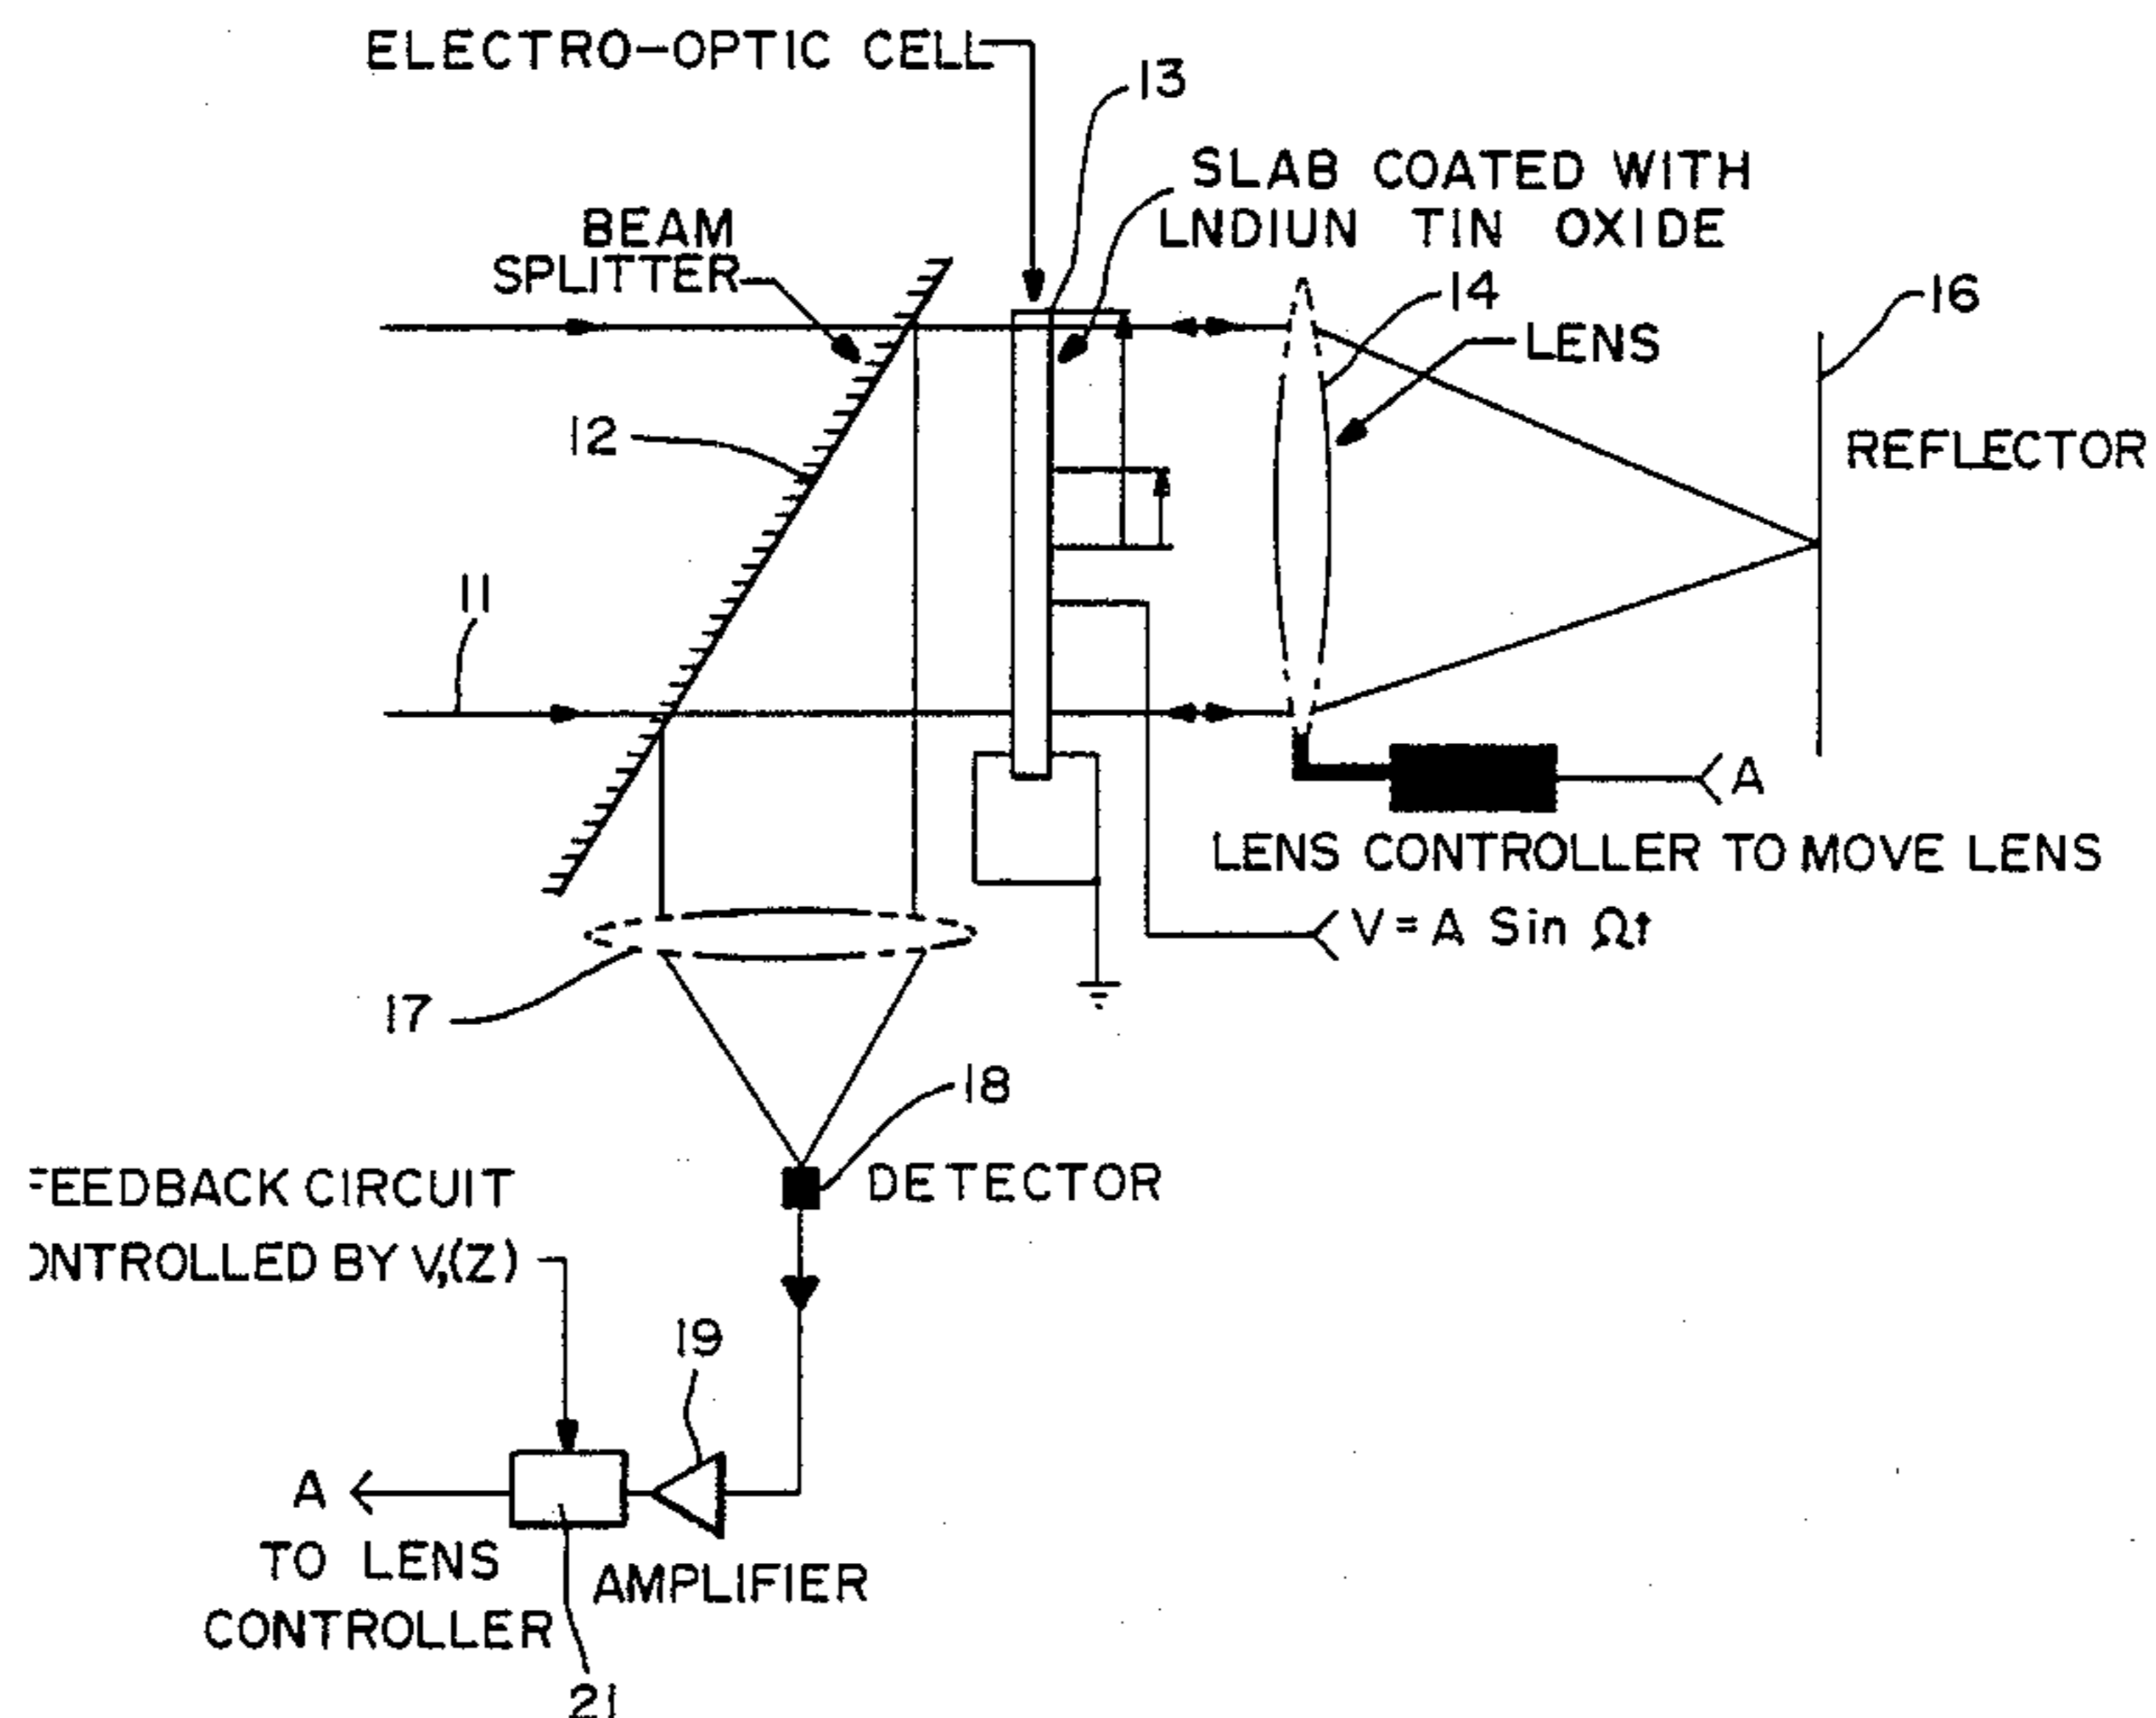 ELECTRO-OPTIC CELL
13
SLAB COATED WITH
LNDIUN TIN OXIDE
BEAM
SPLITTER
14
16
LENS
12
REFLECTOR
11
A
LENS CONTROLLER TO MOVE LENS
V = A Sin Ωt
17
18
DETECTOR
FEEDBACK CIRCUIT
ONTROLLED BY V,(Z)
19
A
TO LENS
CONTROLLER
AMPLIFIER
21